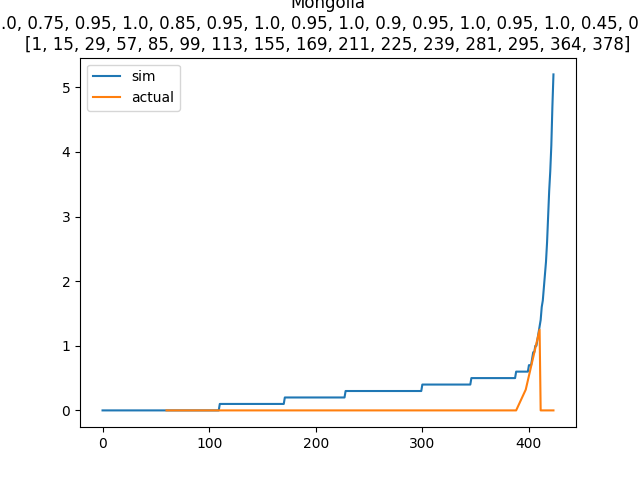 Mongolia
.0, 0.75, 0.95, 1.0, 0.85, 0.95, 1.0, 0.95, 1.0, 0.9, 0.95, 1.0, 0.95, 1.0, 0.45, 0
[1, 15, 29, 57, 85, 99, 113, 155, 169, 211, 225, 239, 281, 295, 364, 378]
sim
actual
5
4
3
2
1
0
0 100 200 300 400